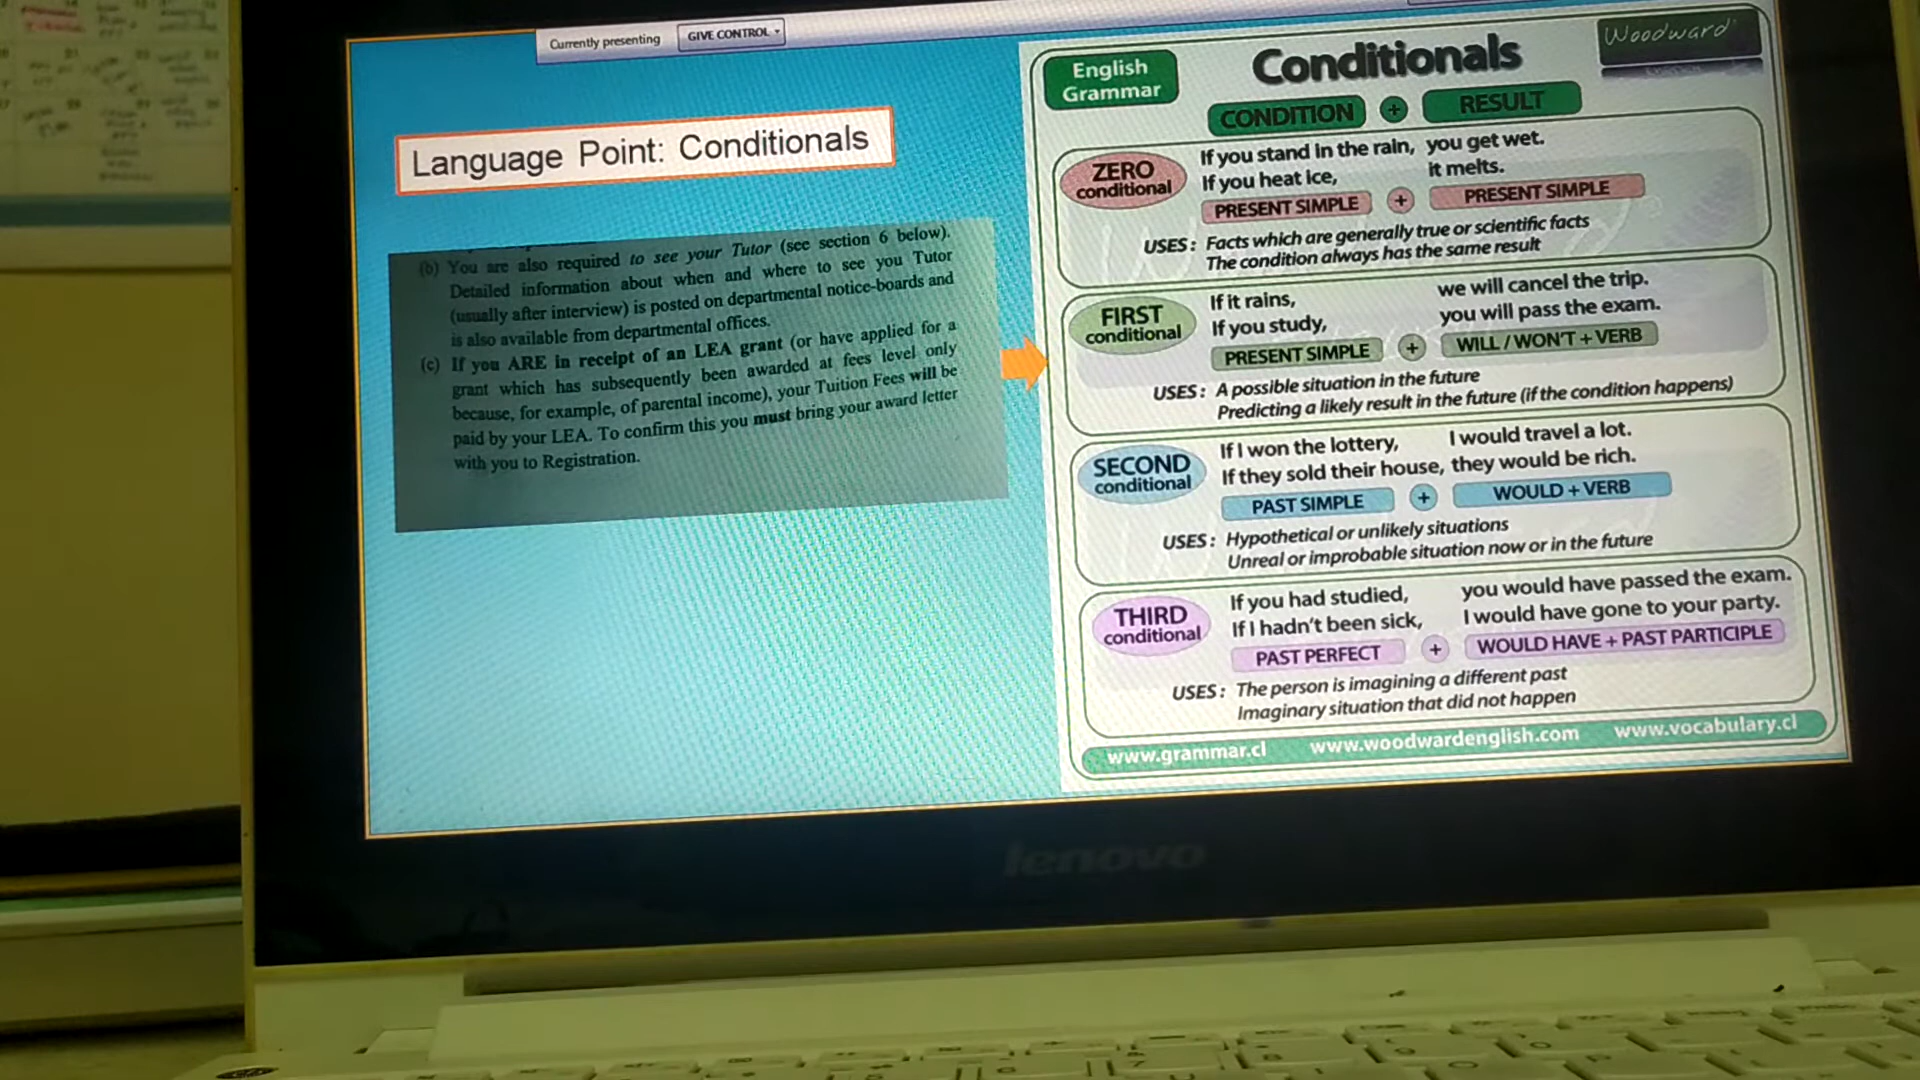 Currently presenting GIVE CONTROL
Language Point: Conditionals
(b) You are also required to see your Tutor (see section 6 below).
Detailed information about when and where to see you Tutor
(usually after interview) is posted on departmental notice-boards and
is also available from departmental offices.
(c) If you ARE in receipt of an LEA grant (or have applied for a
grant which has subsequently been awarded at fees level only
because, for example, of parental income), your Tuition Fees will be
paid by your LEA. To confirm this you must bring your award letter
with you to Registration.
English
Grammar
Conditionals
Woodward
CONDITION + RESULT
ZERO
conditional
If you stand in the rain, you get wet.
If you heat ice, it melts.
PRESENT SIMPLE + PRESENT SIMPLE
USES: Facts which are generally true or scientific facts
The condition always has the same result
FIRST
conditional
If it rains, we will cancel the trip.
If you study, you will pass the exam.
PRESENT SIMPLE + WILL / WON'T + VERB
USES: A possible situation in the future
Predicting a likely result in the future (if the condition happens)
SECOND
conditional
If I won the lottery, I would travel a lot.
If they sold their house, they would be rich.
PAST SIMPLE + WOULD + VERB
USES: Hypothetical or unlikely situations
Unreal or improbable situation now or in the future
THIRD
conditional
If you had studied, you would have passed the exam.
If I hadn't been sick, I would have gone to your party.
PAST PERFECT + WOULD HAVE + PAST PARTICIPLE
USES: The person is imagining a different past
Imaginary situation that did not happen
www.grammar.cl www.woodwardenglish.com www.vocabulary.cl
lenovo